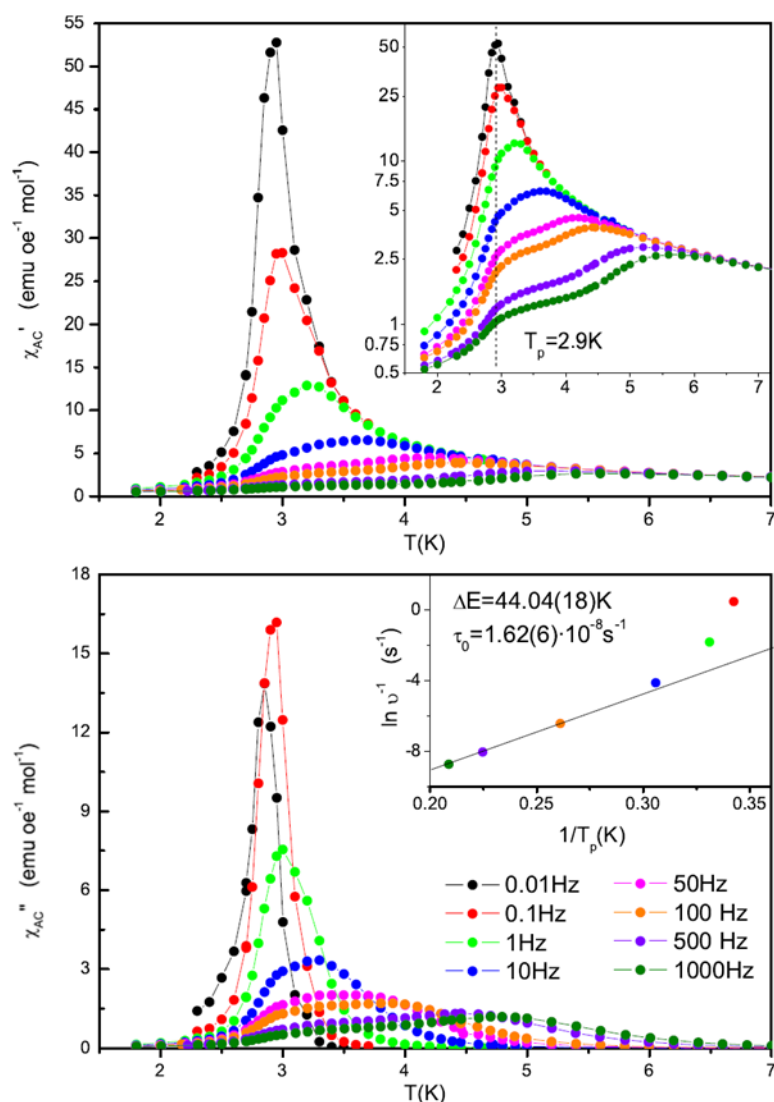 55
50
45
40
35
30
25
20
15
10
5
0
χAC' (emu oe⁻¹ mol⁻¹)
2 3 4 5 6 7
T(K)
50
25
10
7.5
5
2.5
1
0.75
0.5
Tp=2.9K
2 3 4 5 6 7
18
15
12
9
6
3
0
χAC" (emu oe⁻¹ mol⁻¹)
2 3 4 5 6 7
T(K)
ΔE=44.04(18)K
τ₀=1.62(6)·10⁻⁸s⁻¹
0
-4
-8
ln υ⁻¹ (s⁻¹)
0.20 0.25 0.30 0.35
1/Tp(K)
0.01Hz 50Hz
0.1Hz 100 Hz
1Hz 500 Hz
10Hz 1000Hz